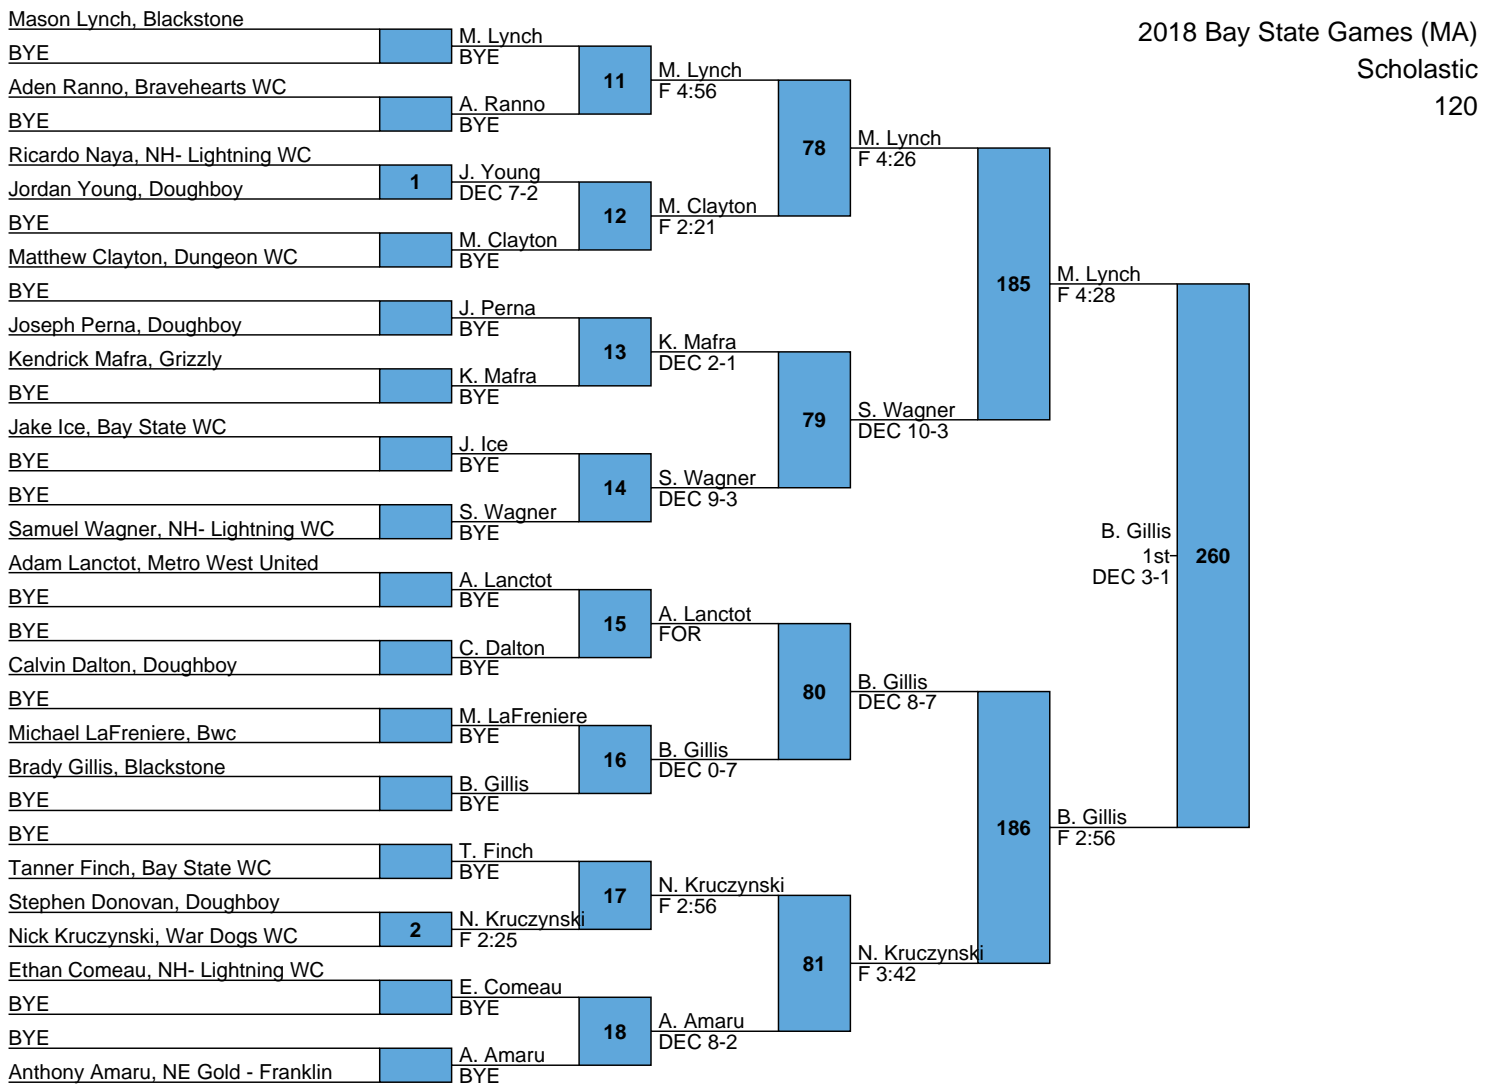 2018 Bay State Games (MA)
Scholastic
120
Mason Lynch, Blackstone
BYE
Aden Ranno, Bravehearts WC
BYE
Ricardo Naya, NH- Lightning WC
Jordan Young, Doughboy
BYE
Matthew Clayton, Dungeon WC
BYE
Joseph Perna, Doughboy
Kendrick Mafra, Grizzly
BYE
Jake Ice, Bay State WC
BYE
BYE
Samuel Wagner, NH- Lightning WC
Adam Lanctot, Metro West United
BYE
BYE
Calvin Dalton, Doughboy
BYE
Michael LaFreniere, Bwc
Brady Gillis, Blackstone
BYE
BYE
Tanner Finch, Bay State WC
Stephen Donovan, Doughboy
Nick Kruczynski, War Dogs WC
Ethan Comeau, NH- Lightning WC
BYE
BYE
Anthony Amaru, NE Gold - Franklin
1
2
M. Lynch
BYE
A. Ranno
BYE
J. Young
DEC 7-2
M. Clayton
BYE
J. Perna
BYE
K. Mafra
BYE
J. Ice
BYE
S. Wagner
BYE
A. Lanctot
BYE
C. Dalton
BYE
M. LaFreniere
BYE
B. Gillis
BYE
T. Finch
BYE
N. Kruczynski
F 2:25
E. Comeau
BYE
A. Amaru
BYE
11
12
13
14
15
16
17
18
M. Lynch
F 4:56
M. Clayton
F 2:21
K. Mafra
DEC 2-1
S. Wagner
DEC 9-3
A. Lanctot
FOR
B. Gillis
DEC 0-7
N. Kruczynski
F 2:56
A. Amaru
DEC 8-2
78
79
80
81
M. Lynch
F 4:26
S. Wagner
DEC 10-3
B. Gillis
DEC 8-7
N. Kruczynski
F 3:42
185
186
M. Lynch
F 4:28
B. Gillis
F 2:56
B. Gillis
1st
DEC 3-1
260